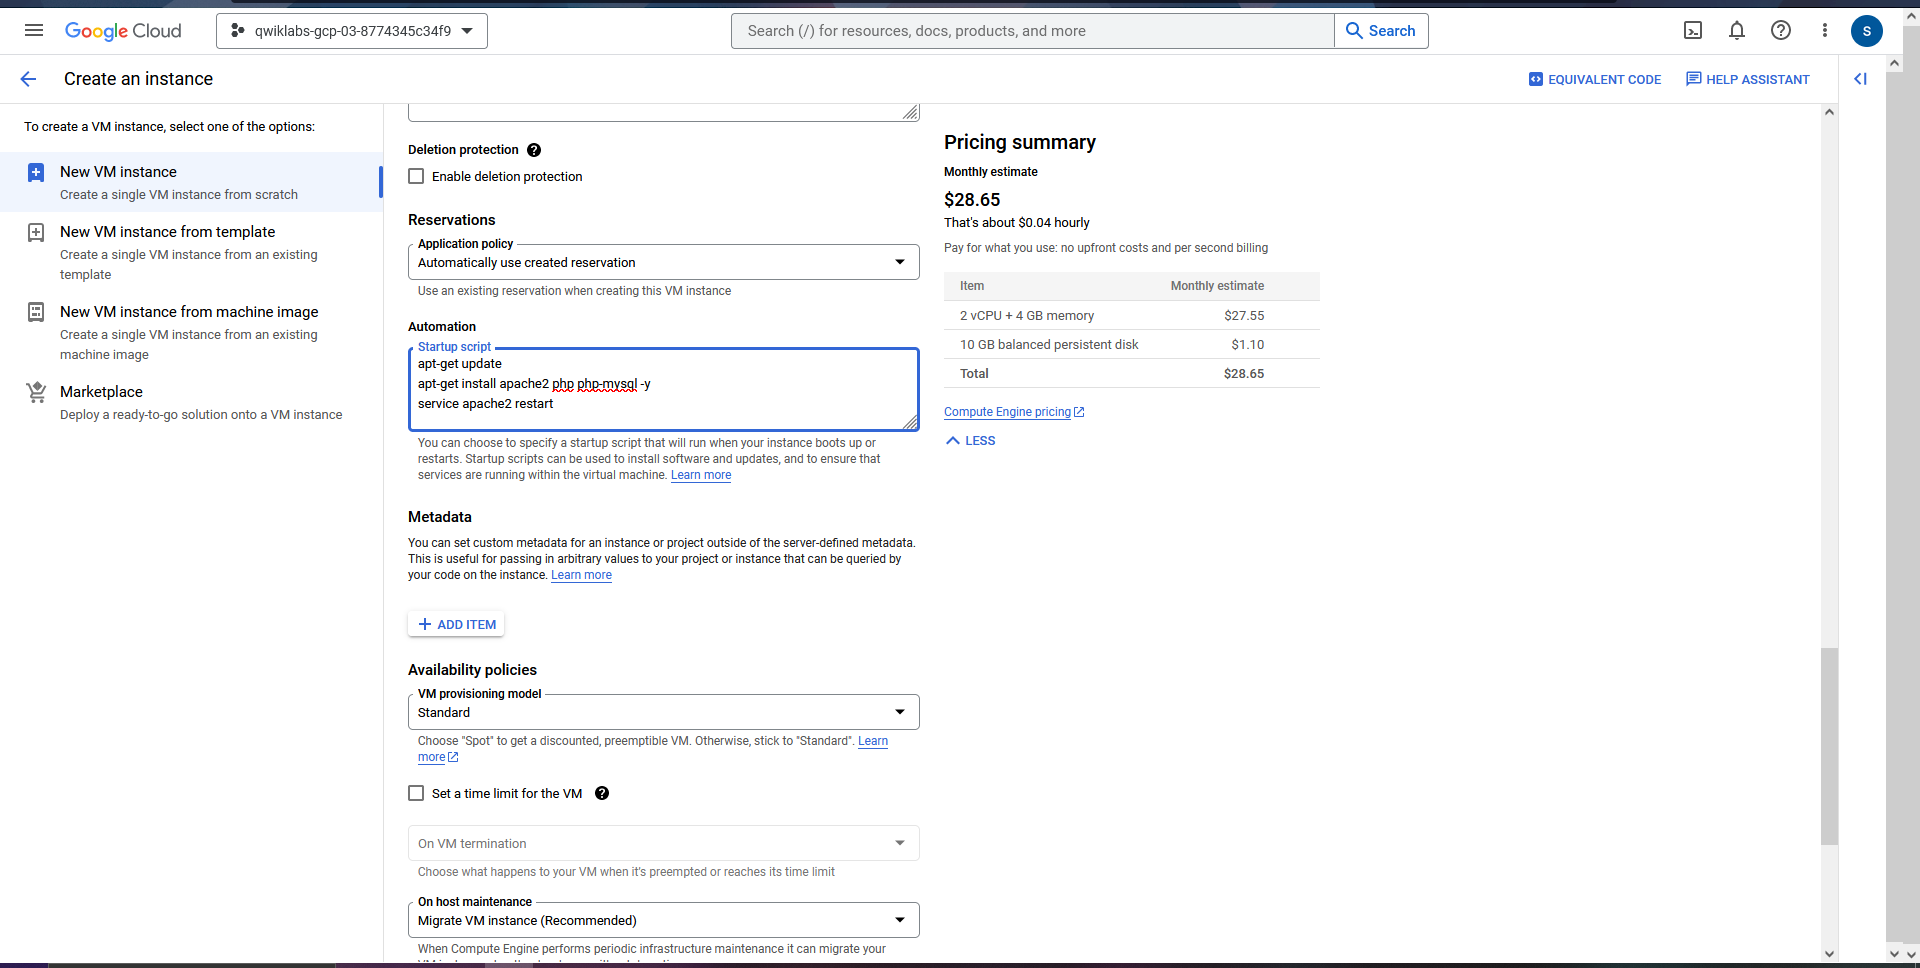 Google Cloud
qwiklabs-gcp-03-8774345c34f9
Search (/) for resources, docs, products, and more
Search
S
Create an instance
EQUIVALENT CODE
HELP ASSISTANT
To create a VM instance, select one of the options:
New VM instance
Create a single VM instance from scratch
New VM instance from template
Create a single VM instance from an existing
template
New VM instance from machine image
Create a single VM instance from an existing
machine image
Marketplace
Deploy a ready-to-go solution onto a VM instance
Deletion protection
Enable deletion protection
Reservations
Application policy
Automatically use created reservation
Use an existing reservation when creating this VM instance
Automation
Startup script
apt-get update
apt-get install apache2 php php-mysql -y
service apache2 restart
You can choose to specify a startup script that will run when your instance boots up or
restarts. Startup scripts can be used to install software and updates, and to ensure that
services are running within the virtual machine. Learn more
Metadata
You can set custom metadata for an instance or project outside of the server-defined metadata.
This is useful for passing in arbitrary values to your project or instance that can be queried by
your code on the instance. Learn more
ADD ITEM
Availability policies
VM provisioning model
Standard
Choose "Spot" to get a discounted, preemptible VM. Otherwise, stick to "Standard". Learn
more
Set a time limit for the VM
On VM termination
Choose what happens to your VM when it's preempted or reaches its time limit
On host maintenance
Migrate VM instance (Recommended)
When Compute Engine performs periodic infrastructure maintenance it can migrate your
Pricing summary
Monthly estimate
$28.65
That's about $0.04 hourly
Pay for what you use: no upfront costs and per second billing
Item Monthly estimate
2 vCPU + 4 GB memory $27.55
10 GB balanced persistent disk $1.10
Total $28.65
Compute Engine pricing
LESS